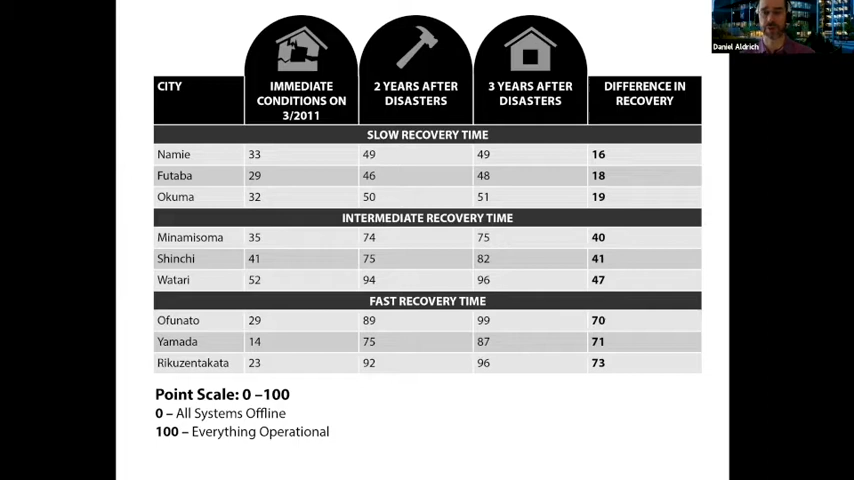 Daniel Aldrich
CITY
IMMEDIATE
CONDITIONS ON
3/2011
2 YEARS AFTER
DISASTERS
3 YEARS AFTER
DISASTERS
DIFFERENCE IN
RECOVERY
SLOW RECOVERY TIME
Namie 33 49 49 16
Futaba 29 46 48 18
Okuma 32 50 51 19
INTERMEDIATE RECOVERY TIME
Minamisoma 35 74 75 40
Shinchi 41 75 82 41
Watari 52 94 96 47
FAST RECOVERY TIME
Ofunato 29 89 99 70
Yamada 14 75 87 71
Rikuzentakata 23 92 96 73
Point Scale: 0 –100
0 – All Systems Offline
100 – Everything Operational